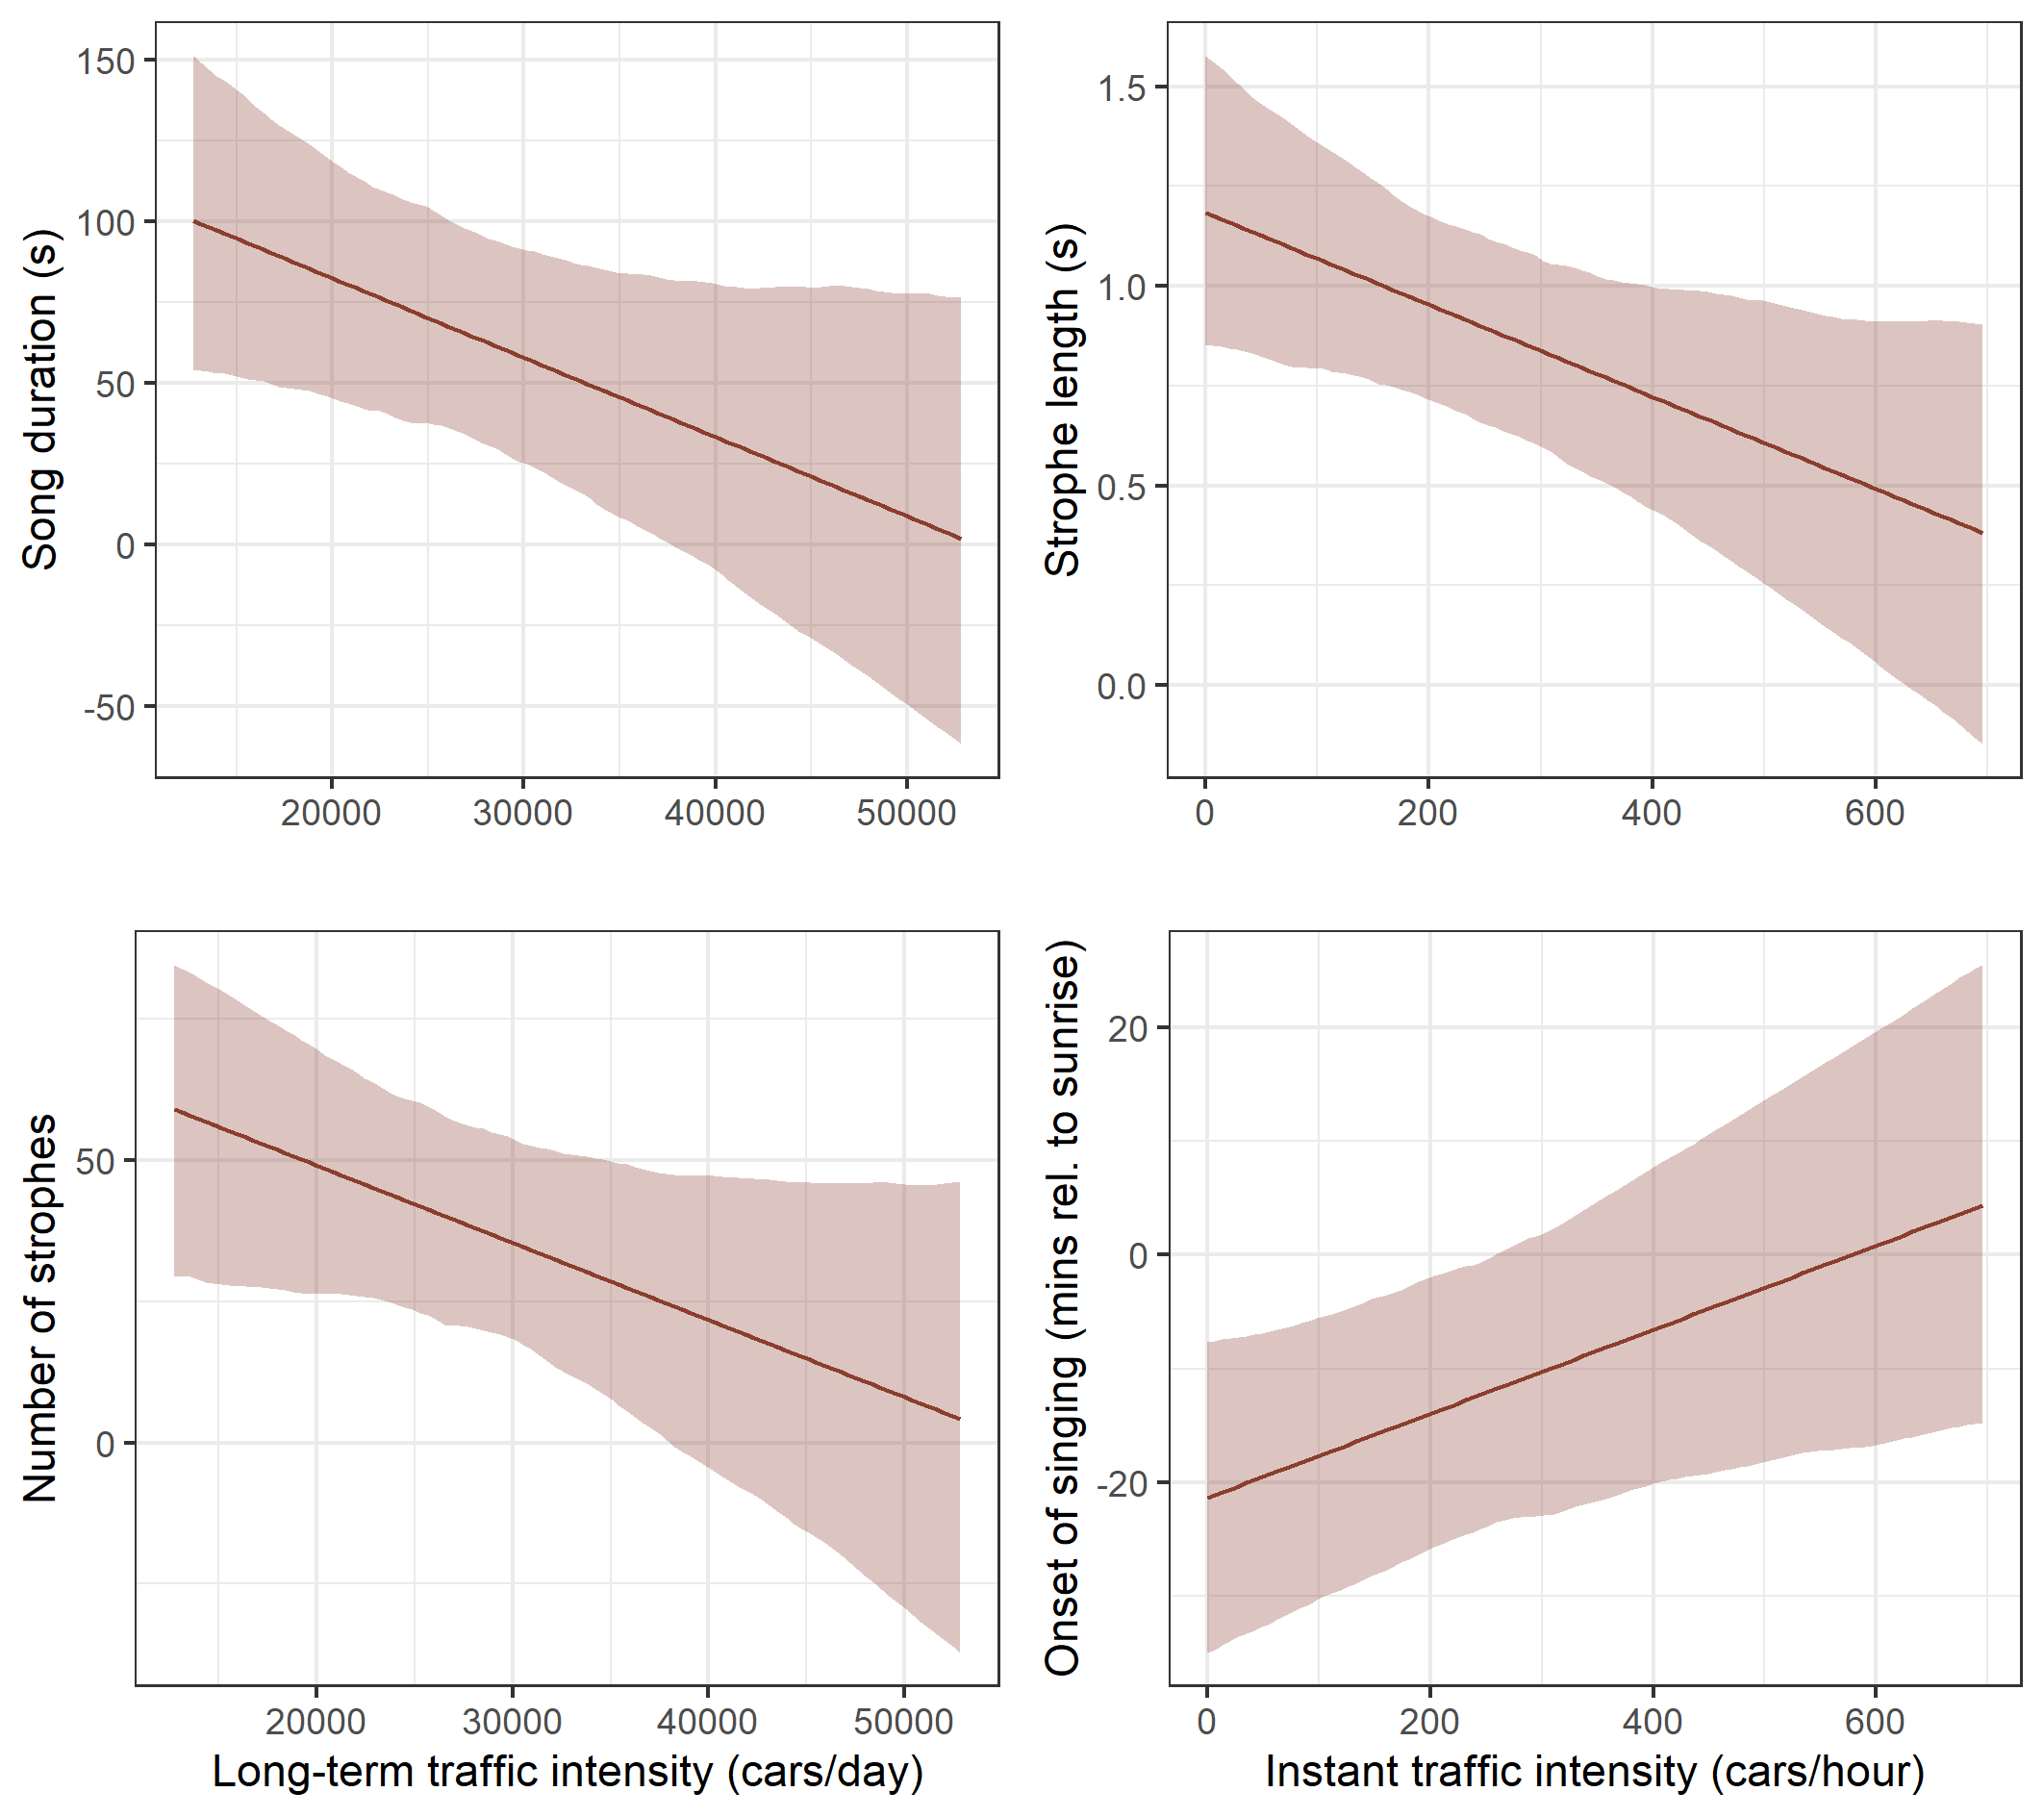 Song duration (s)
150
100
50
0
-50
20000 30000 40000 50000
Strophe length (s)
1.5
1.0
0.5
0.0
0 200 400 600
Number of strophes
50
0
20000 30000 40000 50000
Long-term traffic intensity (cars/day)
Onset of singing (mins rel. to sunrise)
20
0
-20
0 200 400 600
Instant traffic intensity (cars/hour)